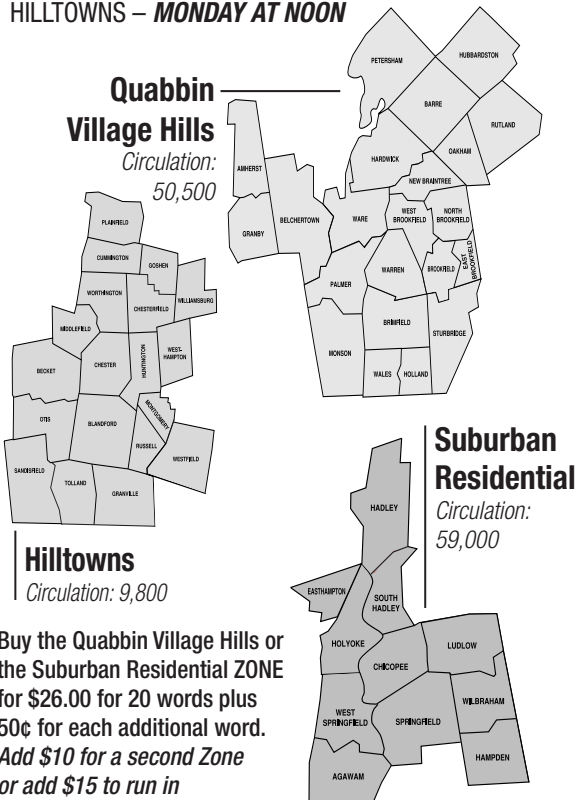 HILLTOWNS – MONDAY AT NOON
Quabbin
Village Hills
Circulation:
50,500
PETERSHAM
HUBBARDSTON
BARRE
RUTLAND
HARDWICK
OAKHAM
NEW BRAINTREE
AMHERST
GRANBY
BELCHERTOWN
WARE
WEST
BROOKFIELD
NORTH
BROOKFIELD
PALMER
WARREN
BROOKFIELD
EAST
BROOKFIELD
BRIMFIELD
STURBRIDGE
MONSON
WALES
HOLLAND
PLAINFIELD
CUMMINGTON
GOSHEN
WORTHINGTON
CHESTERFIELD
WILLIAMSBURG
MIDDLEFIELD
BECKET
CHESTER
HUNTINGTON
WEST-
HAMPTON
OTIS
BLANDFORD
MONTGOMERY
RUSSELL
WESTFIELD
SANDISFIELD
TOLLAND
GRANVILLE
Hilltowns
Circulation: 9,800
Suburban
Residential
Circulation:
59,000
HADLEY
EASTHAMPTON
SOUTH
HADLEY
HOLYOKE
CHICOPEE
LUDLOW
WEST
SPRINGFIELD
SPRINGFIELD
WILBRAHAM
AGAWAM
HAMPDEN
Buy the Quabbin Village Hills or
the Suburban Residential ZONE
for $26.00 for 20 words plus
50¢ for each additional word.
Add $10 for a second Zone
or add $15 to run in